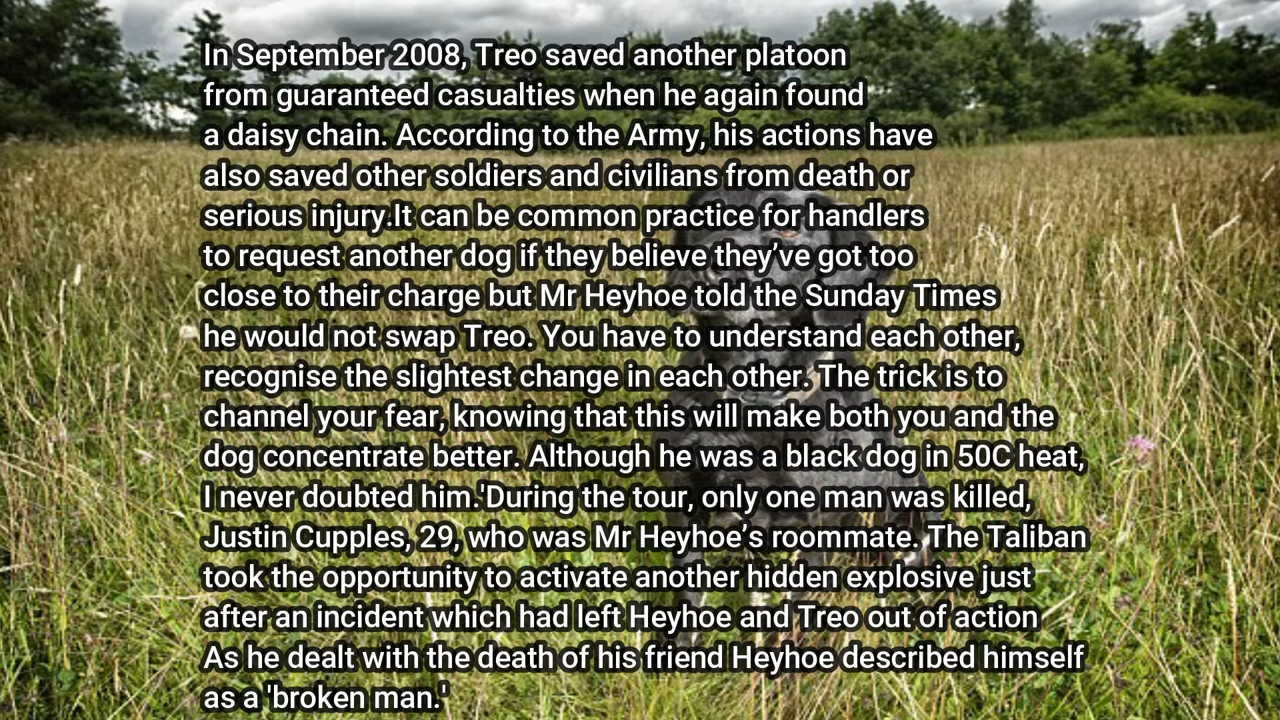 In September 2008, Treo saved another platoon
from guaranteed casualties when he again found
a daisy chain. According to the Army, his actions have
also saved other soldiers and civilians from death or
serious injury.It can be common practice for handlers
to request another dog if they believe they’ve got too
close to their charge but Mr Heyhoe told the Sunday Times
he would not swap Treo. You have to understand each other,
recognise the slightest change in each other. The trick is to
channel your fear, knowing that this will make both you and the
dog concentrate better. Although he was a black dog in 50C heat,
I never doubted him.'During the tour, only one man was killed,
Justin Cupples, 29, who was Mr Heyhoe’s roommate. The Taliban
took the opportunity to activate another hidden explosive just
after an incident which had left Heyhoe and Treo out of action
As he dealt with the death of his friend Heyhoe described himself
as a 'broken man.'